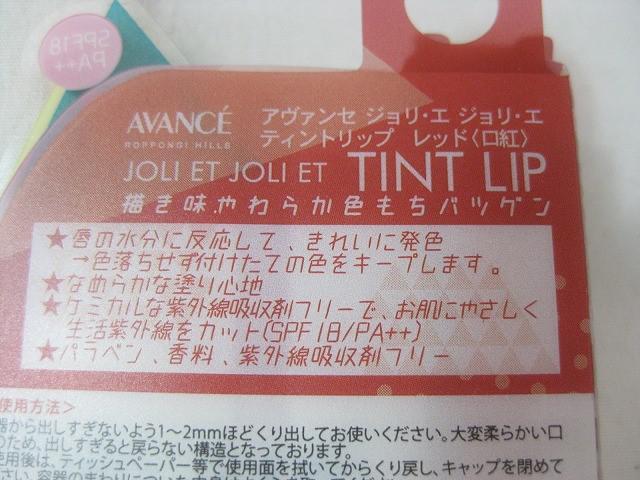 SPF18
PA++
AVANCÉ
ROPPONGI HILLS
アヴァンセ ジョリ・エ ジョリ・エ
ティントリップ レッド〈口紅〉
JOLI ET JOLI ET TINT LIP
描き味やわらか色もちバツグン
★唇の水分に反応して、きれいに発色
→色落ちせず付けたての色をキープします。
★なめらかな塗り心地
★ケミカルな紫外線吸収剤フリーで、お肌にやさしく
生活紫外線をカット(SPF18/PA++)
★パラベン、香料、紫外線吸収剤フリー
使用方法＞
器から出しすぎないよう1〜2mmほどくり出してお使いください。大変柔らかい口
のため、出しすぎると戻らない構造となっております。
使用後は、ティッシュペーパー等で使用面を拭いてからくり戻し、キャップを閉めて